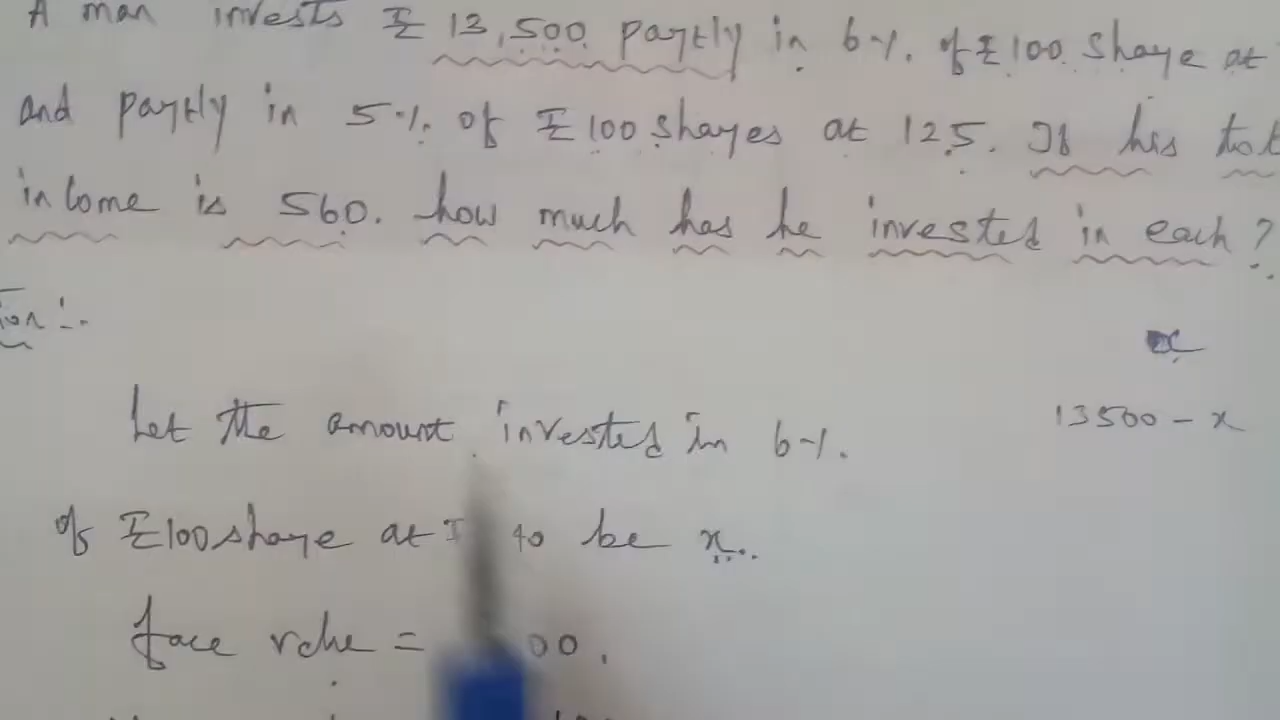 A man invests ₹ 13,500 partly in 6%. of ₹100 Share at
and partly in 5%. of ₹100 Shares at 125. If his tot
income is 560. how much has he invested in each?
x
13500 - x
Let the amount invested in 6%.
of ₹100 share at 40 be x.
face = 00.